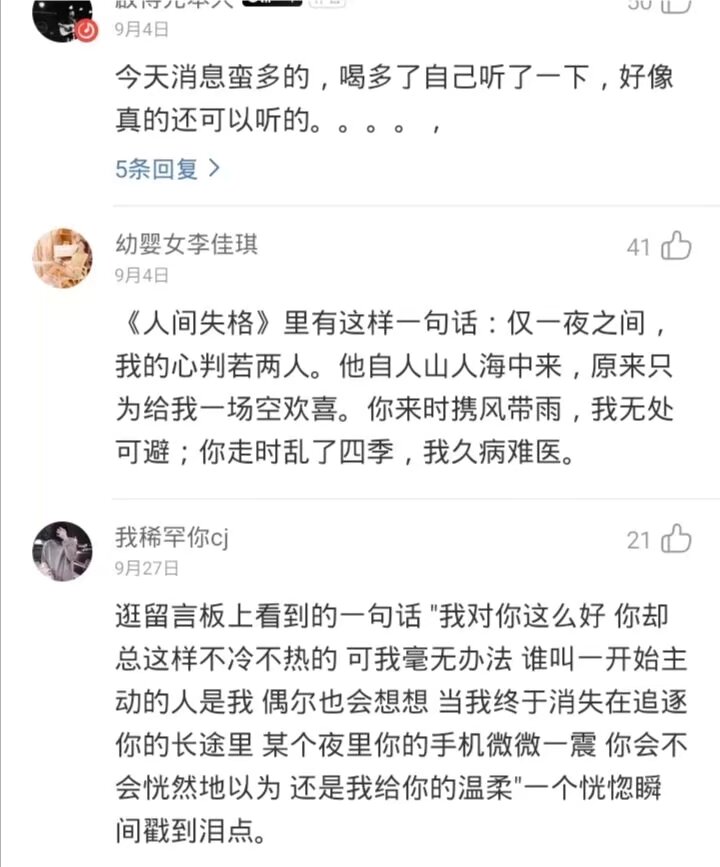 9月4日
今天消息蛮多的，喝多了自己听了一下，好像
真的还可以听的。。。。，
5条回复 >
幼婴女李佳琪
41
9月4日
《人间失格》里有这样一句话：仅一夜之间，
我的心判若两人。他自人山人海中来，原来只
为给我一场空欢喜。你来时携风带雨，我无处
可避；你走时乱了四季，我久病难医。
我稀罕你cj
21
9月27日
逛留言板上看到的一句话 "我对你这么好 你却
总这样不冷不热的 可我毫无办法 谁叫一开始主
动的人是我 偶尔也会想想 当我终于消失在追逐
你的长途里 某个夜里你的手机微微一震 你会不
会恍然地以为 还是我给你的温柔"一个恍惚瞬
间戳到泪点。